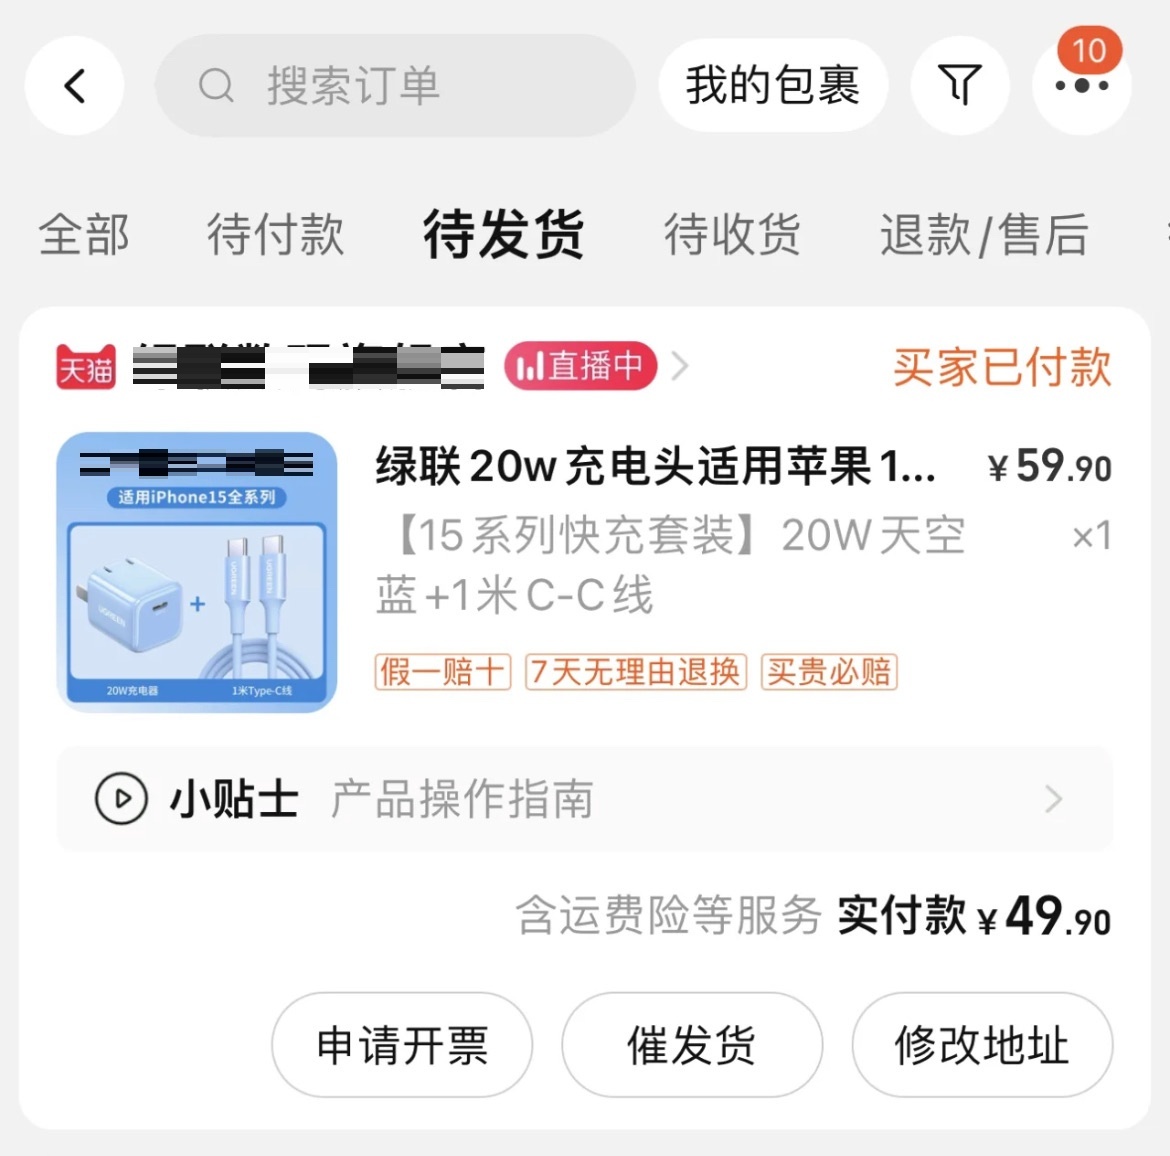 搜索订单
我的包裹
10
全部
待付款
待发货
待收货
退款/售后
天猫
直播中
买家已付款
适用iPhone15全系列
UGREEN
UGREEN
UGREEN
20W充电器
1米Type-C线
绿联20w充电头适用苹果1...
¥59.90
【15系列快充套装】20W天空
×1
蓝+1米C-C线
假一赔十
7天无理由退换
买贵必赔
小贴士 产品操作指南
含运费险等服务 实付款 ¥49.90
申请开票
催发货
修改地址